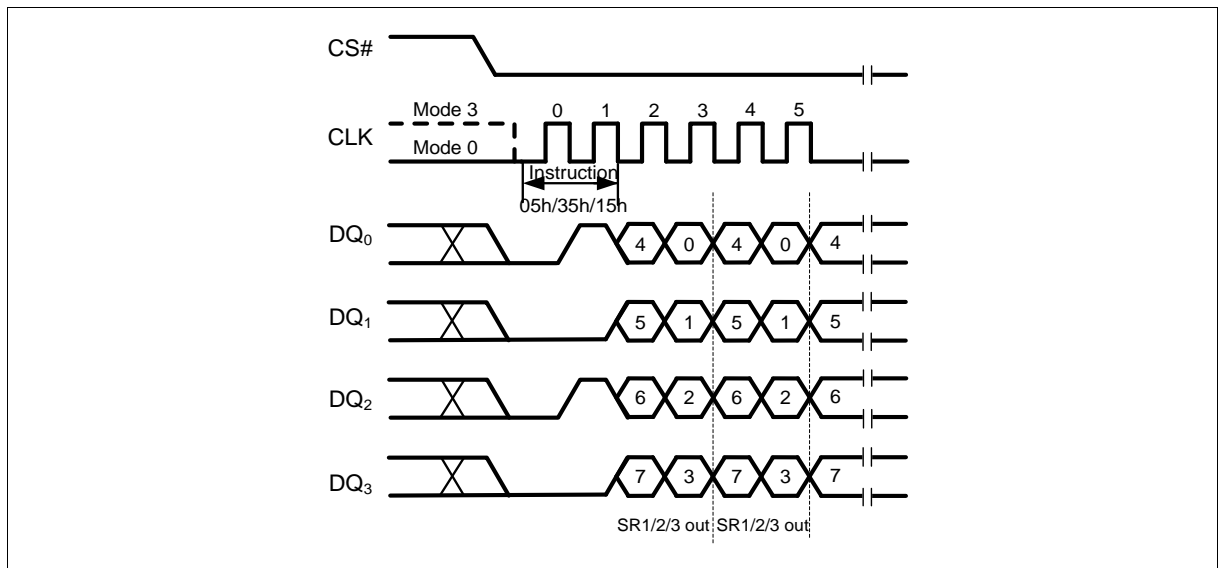 CS#
Mode 3 0 1 2 3 4 5
CLK
Mode 0
Instruction
05h/35h/15h
DQ0 4 0 4 0 4
DQ1 5 1 5 1 5
DQ2 6 2 6 2 6
DQ3 7 3 7 3 7
SR1/2/3 out SR1/2/3 out